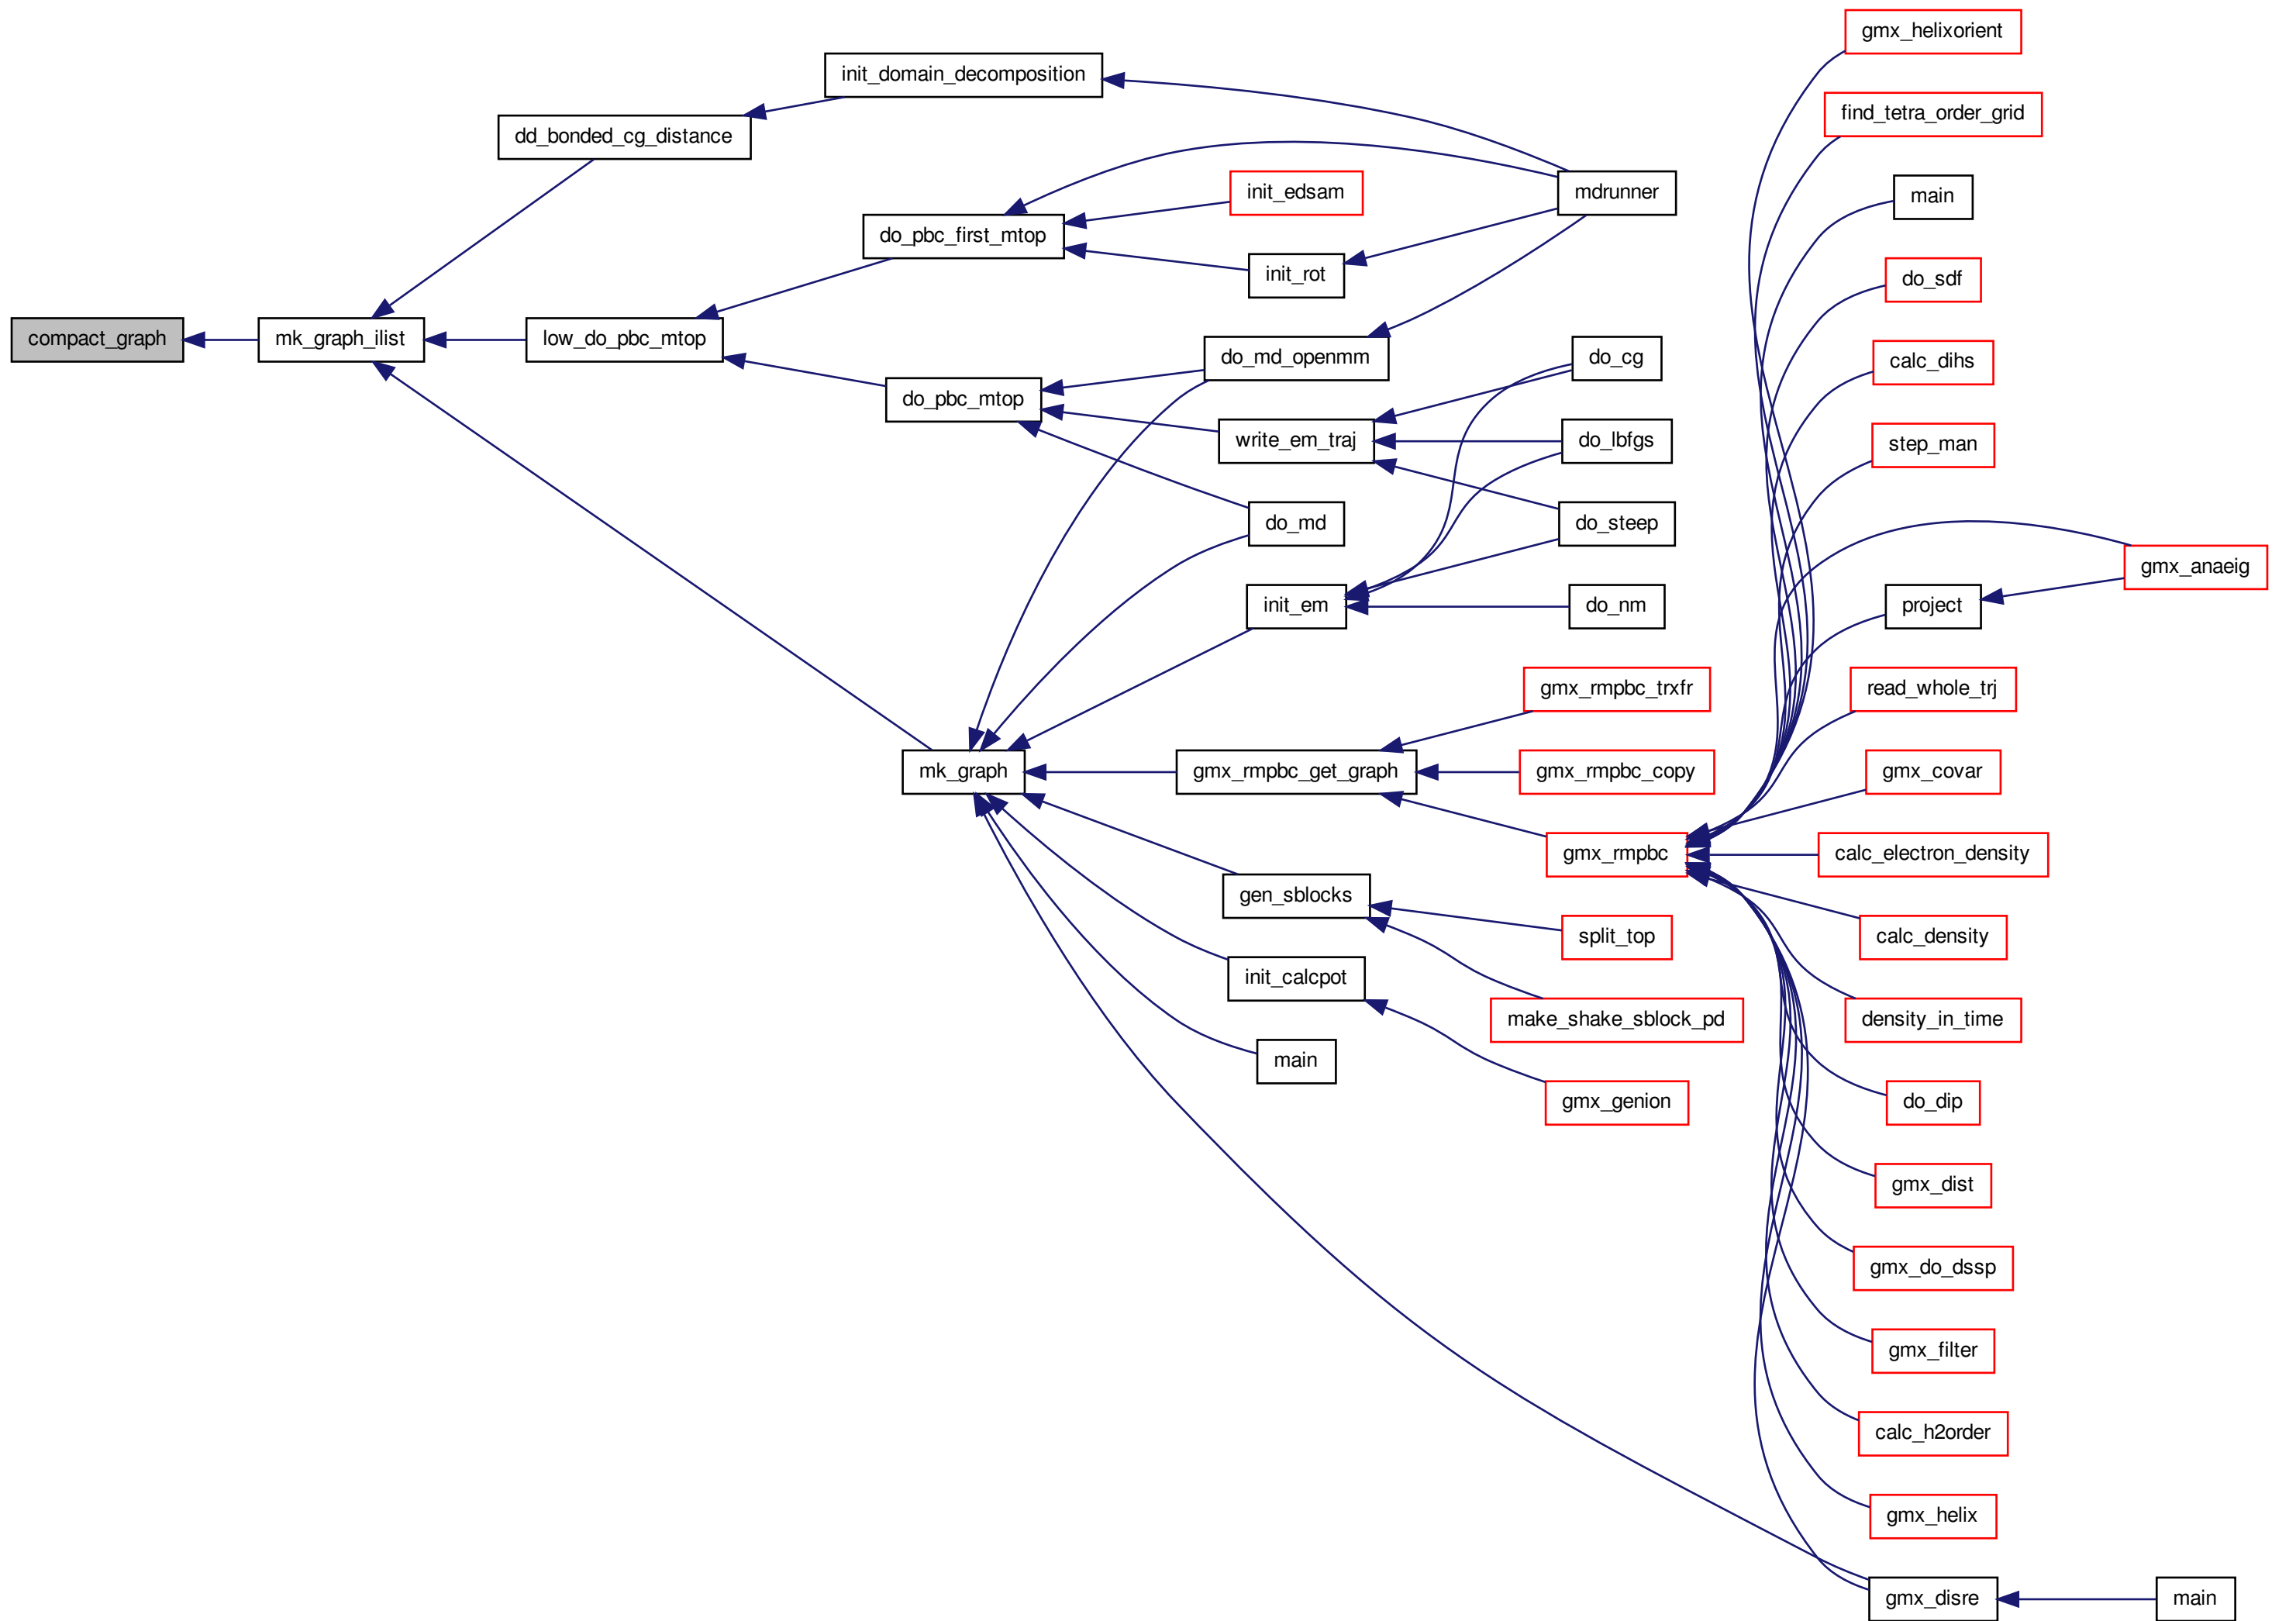 gmx_helixorient
init_domain_decomposition
find_tetra_order_grid
dd_bonded_cg_distance
mdrunner
init_edsam
main
do_pbc_first_mtop
init_rot
do_sdf
compact_graph
mk_graph_ilist
low_do_pbc_mtop
do_md_openmm
do_cg
calc_dihs
do_pbc_mtop
write_em_traj
do_lbfgs
step_man
do_md
do_steep
gmx_anaeig
init_em
do_nm
project
gmx_rmpbc_trxfr
read_whole_trj
mk_graph
gmx_rmpbc_get_graph
gmx_rmpbc_copy
gmx_covar
gmx_rmpbc
calc_electron_density
gen_sblocks
split_top
calc_density
init_calcpot
make_shake_sblock_pd
density_in_time
main
gmx_genion
do_dip
gmx_dist
gmx_do_dssp
gmx_filter
calc_h2order
gmx_helix
gmx_disre
main